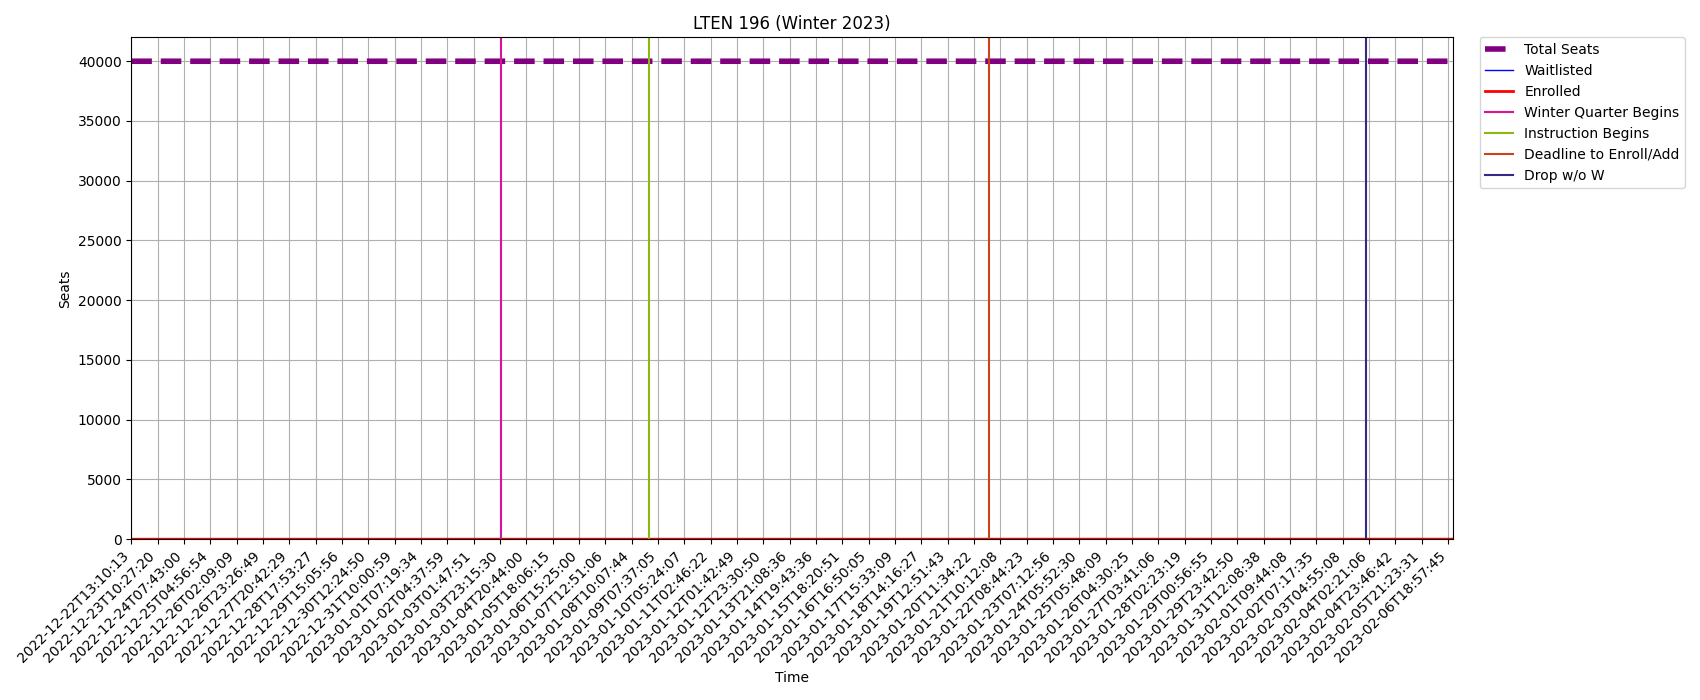 LTEN 196 (Winter 2023)
Total Seats
Waitlisted
Enrolled
Winter Quarter Begins
Instruction Begins
Deadline to Enroll/Add
Drop w/o W
Seats
40000
35000
30000
25000
20000
15000
10000
5000
0
2022-12-22T13:10:13
2022-12-23T10:27:20
2022-12-24T07:43:00
2022-12-25T04:56:54
2022-12-26T02:09:09
2022-12-26T23:26:49
2022-12-27T20:42:29
2022-12-28T17:53:27
2022-12-29T15:05:56
2022-12-30T12:24:50
2022-12-31T10:00:59
2023-01-01T07:19:34
2023-01-02T04:37:59
2023-01-03T01:47:51
2023-01-03T23:15:30
2023-01-04T20:44:00
2023-01-05T18:06:15
2023-01-06T15:25:00
2023-01-07T12:51:06
2023-01-08T10:07:44
2023-01-09T07:37:05
2023-01-10T05:24:07
2023-01-11T02:46:22
2023-01-12T01:42:49
2023-01-12T23:30:50
2023-01-13T21:08:36
2023-01-14T19:43:36
2023-01-15T18:20:51
2023-01-16T16:50:05
2023-01-17T15:33:09
2023-01-18T14:16:27
2023-01-19T12:51:43
2023-01-20T11:34:22
2023-01-21T10:12:08
2023-01-22T08:44:23
2023-01-23T07:12:56
2023-01-24T05:52:30
2023-01-25T05:48:09
2023-01-26T04:30:25
2023-01-27T03:41:06
2023-01-28T02:23:19
2023-01-29T00:56:55
2023-01-29T23:42:50
2023-01-31T12:08:38
2023-02-01T09:44:08
2023-02-02T07:17:35
2023-02-03T04:55:08
2023-02-04T02:21:06
2023-02-04T23:46:42
2023-02-05T21:23:31
2023-02-06T18:57:45
Time